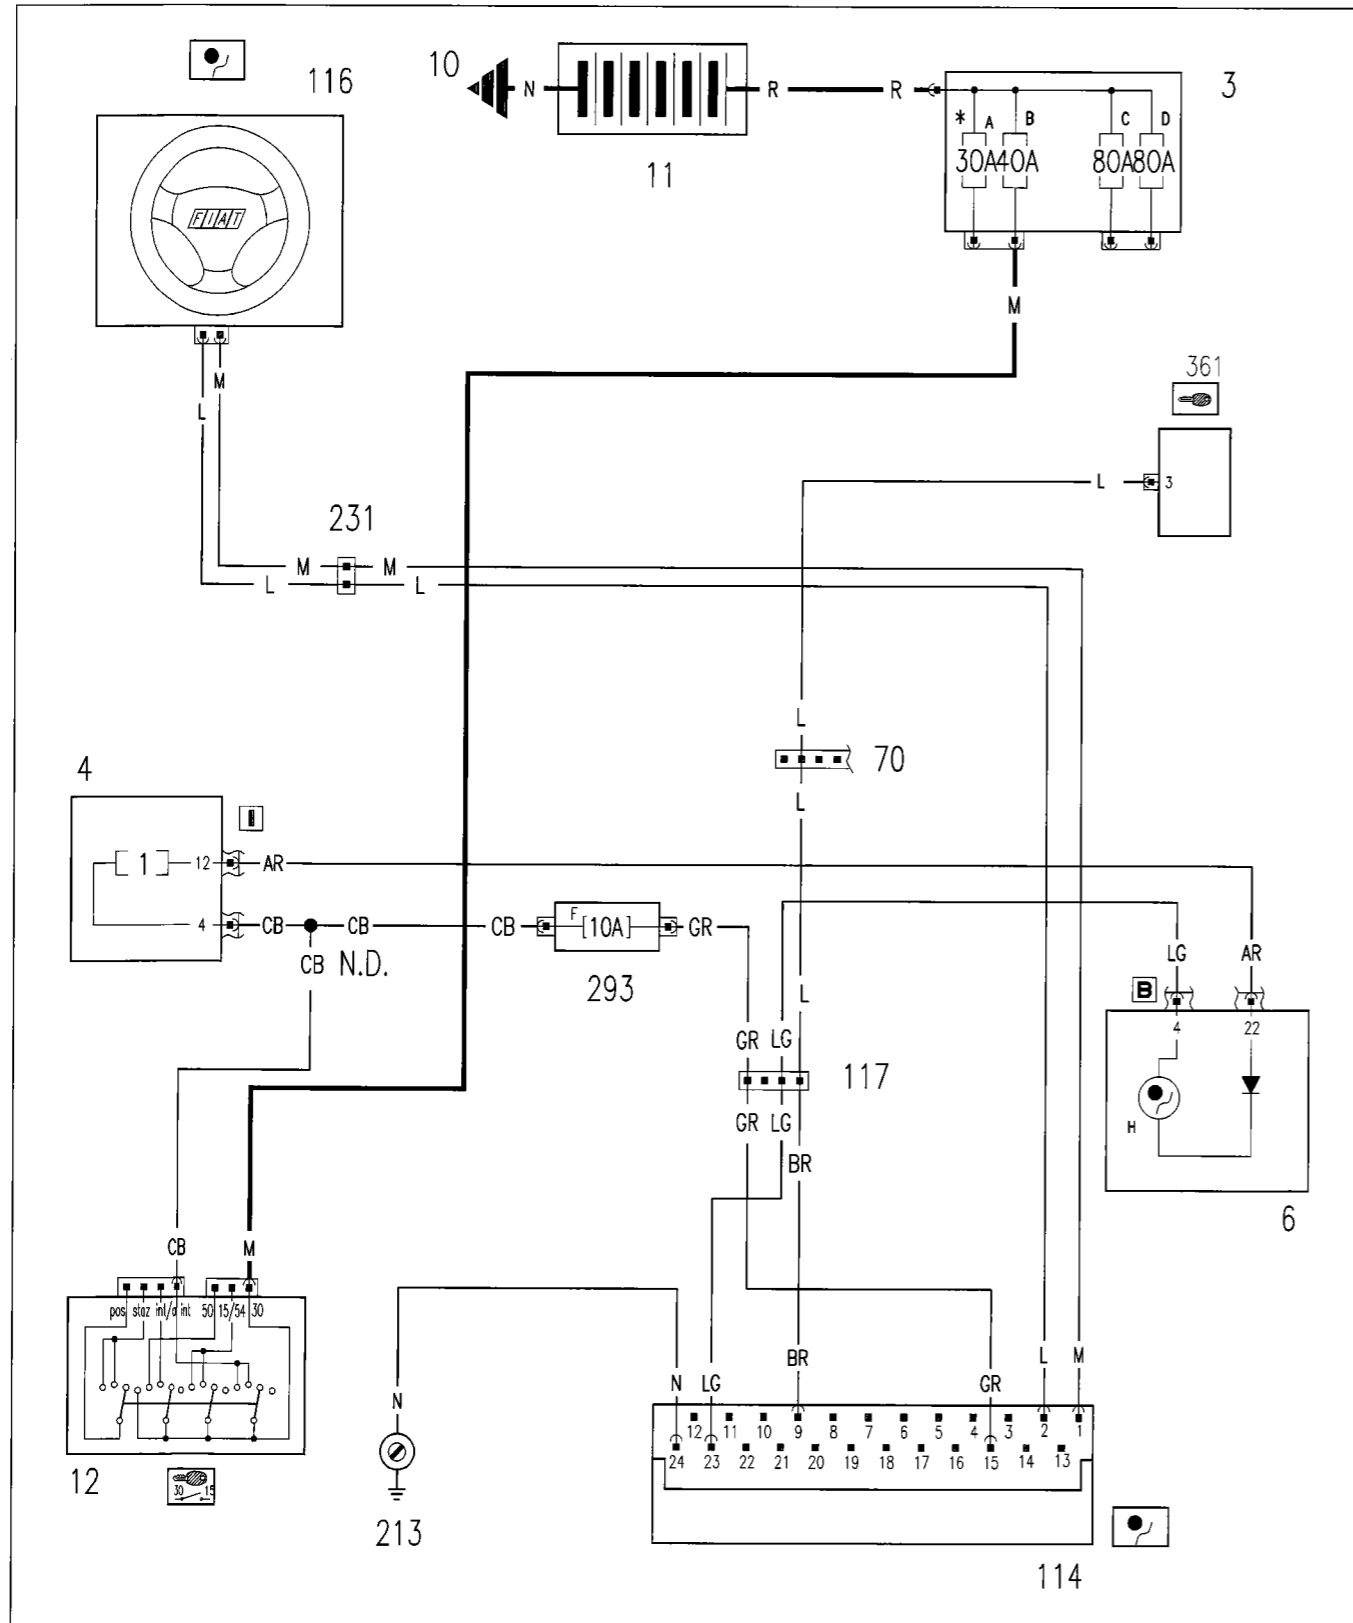 116
10
N
R
R
3
*
A
B
C
D
30A
40A
80A
80A
11
FIAT
M
361
M
L
L
3
231
M
M
L
L
L
70
4
L
1
12
AR
4
CB
CB
CB
F
[10A]
GR
LG
AR
CB
N.D.
293
L
B
4
22
GR
LG
117
GR
LG
H
BR
6
CB
M
pos
staz
int/a
int
50
15/54
30
BR
L
M
N
LG
GR
N
12
11
10
9
8
7
6
5
4
3
2
1
24
23
22
21
20
19
18
17
16
15
14
13
12
30
15
213
114